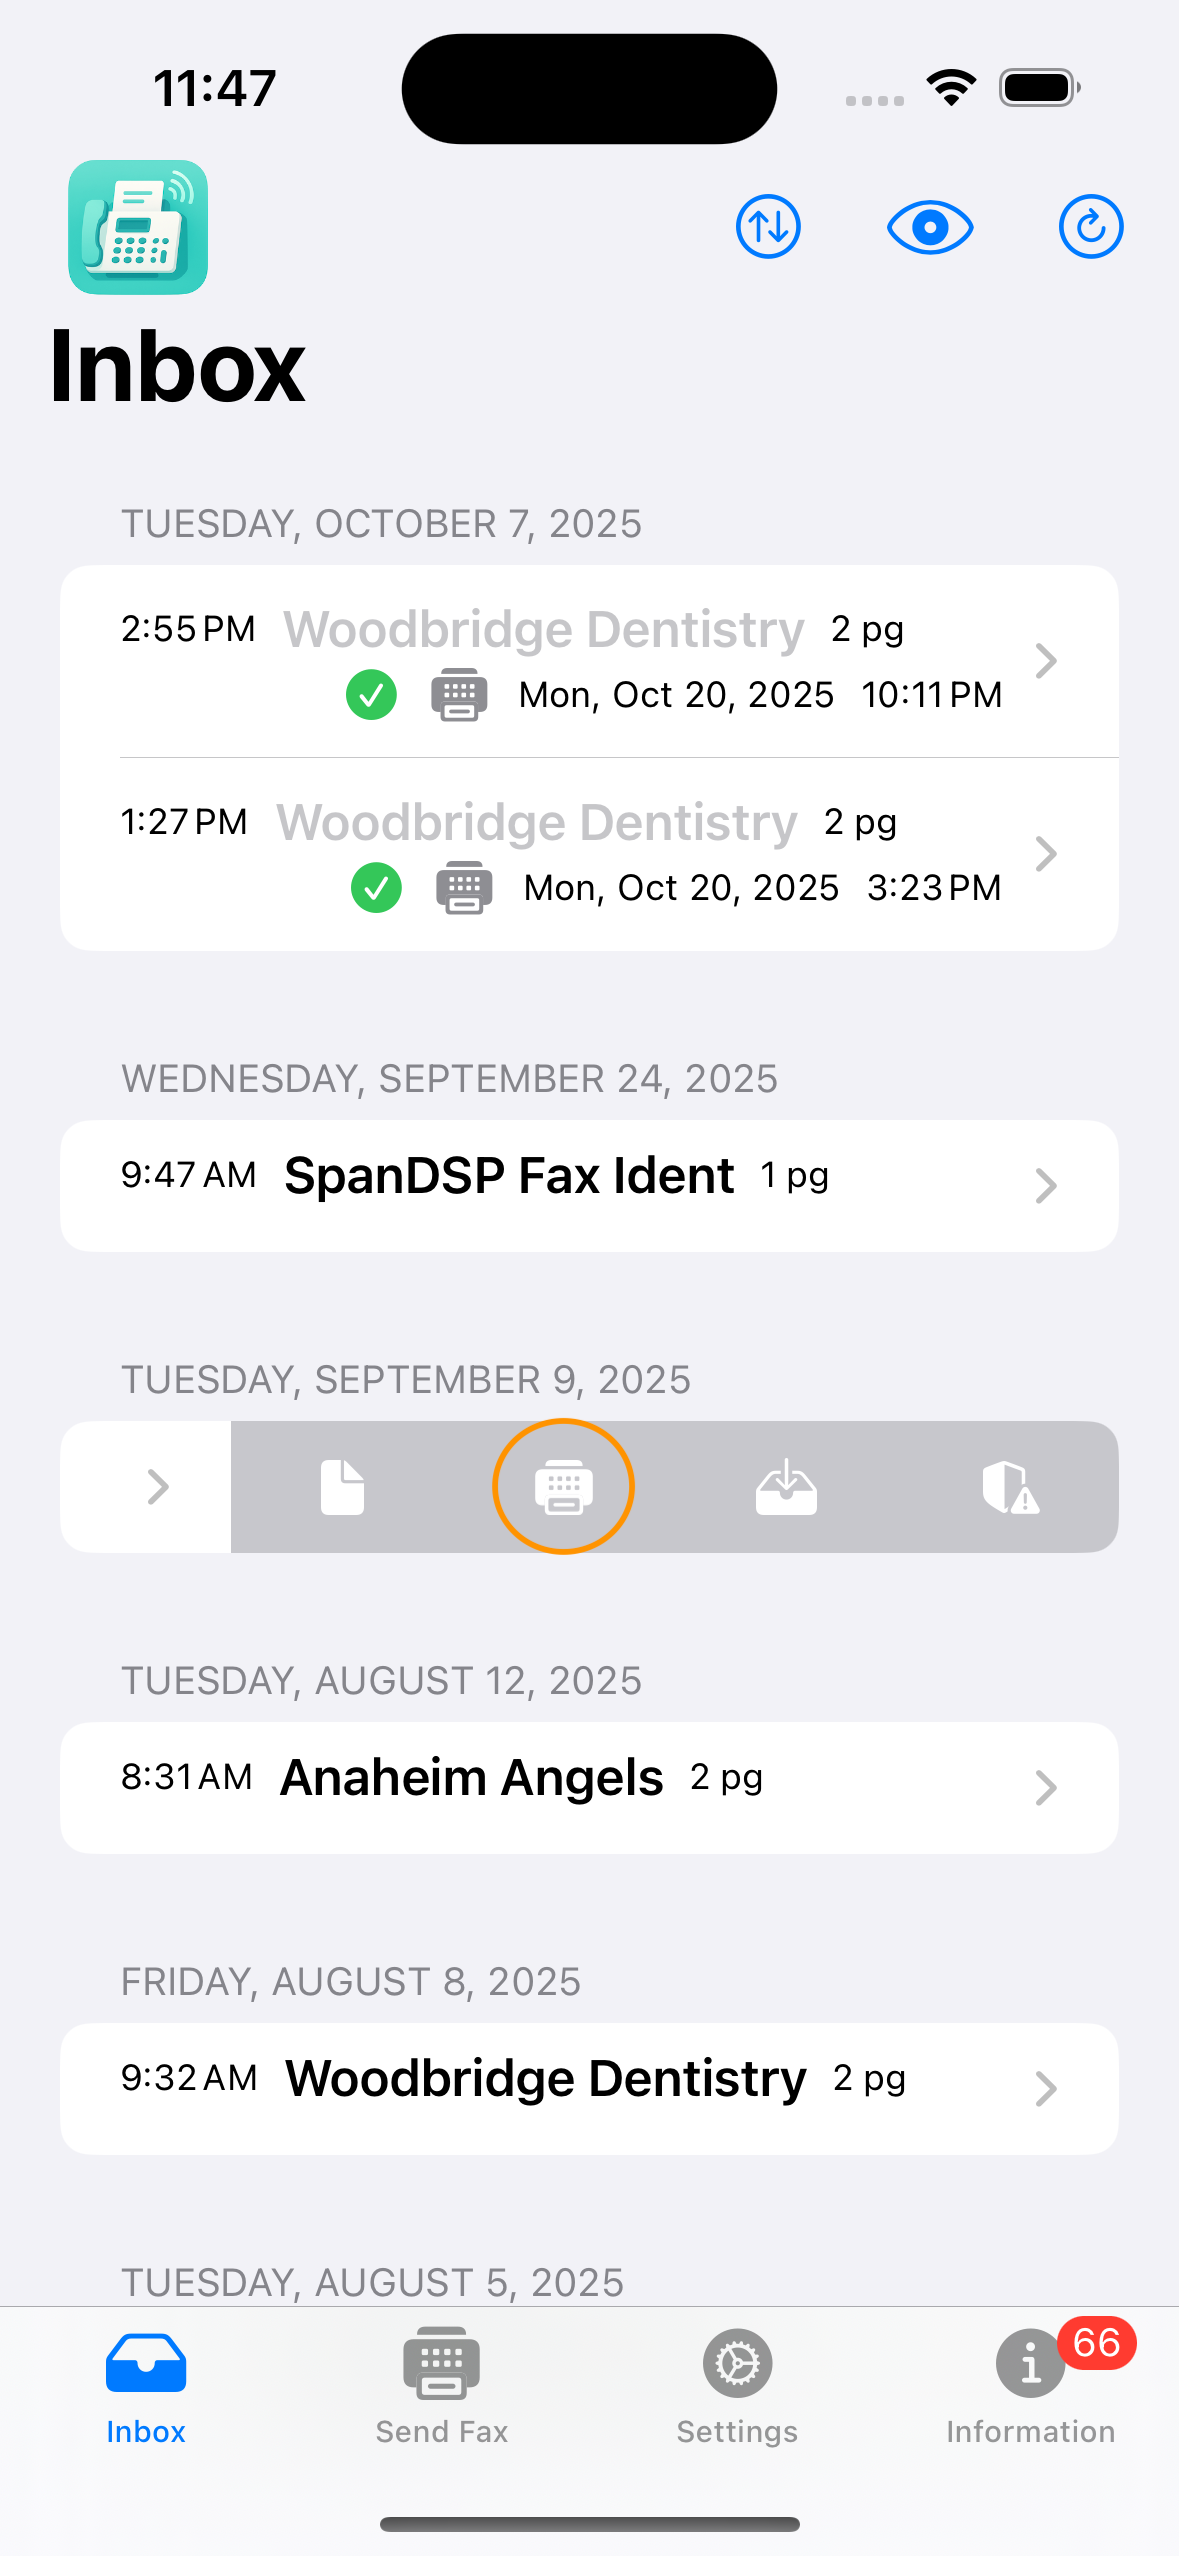 11:47
Inbox
TUESDAY, OCTOBER 7, 2025
2:55 PM Woodbridge Dentistry 2 pg
Mon, Oct 20, 2025 10:11 PM
1:27 PM Woodbridge Dentistry 2 pg
Mon, Oct 20, 2025 3:23 PM
WEDNESDAY, SEPTEMBER 24, 2025
9:47 AM SpanDSP Fax Ident 1 pg
TUESDAY, SEPTEMBER 9, 2025
TUESDAY, AUGUST 12, 2025
8:31 AM Anaheim Angels 2 pg
FRIDAY, AUGUST 8, 2025
9:32 AM Woodbridge Dentistry 2 pg
TUESDAY, AUGUST 5, 2025
66
Inbox Send Fax Settings Information